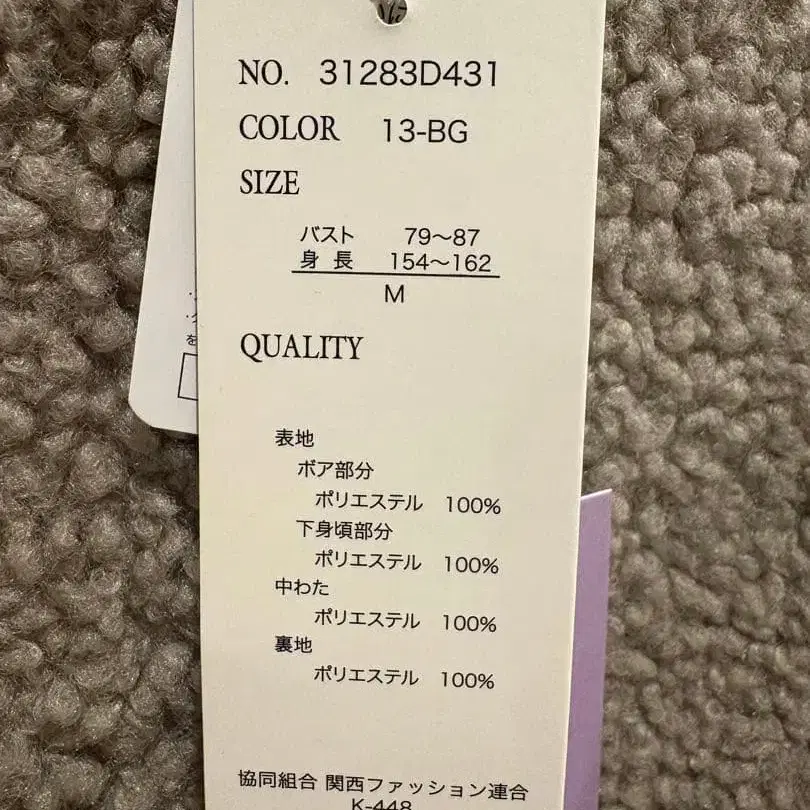 NO. 31283D431
COLOR 13-BG
SIZE
バスト 79〜87
身長 154〜162
M
QUALITY
表地
ボア部分
ポリエステル 100%
下身頃部分
ポリエステル 100%
中わた
ポリエステル 100%
裏地
ポリエステル 100%
協同組合 関西ファッション連合
K-448